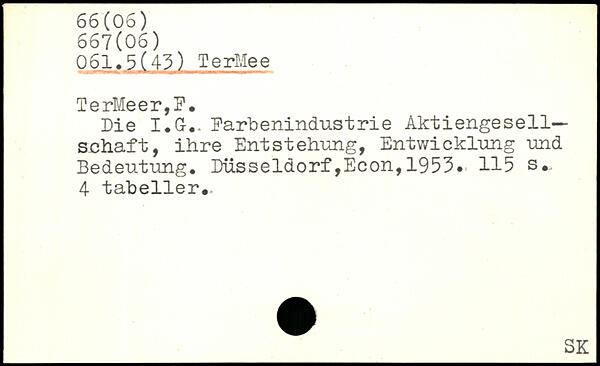 66(06)
667(06)
061.5(43) TerMee
TerMeer,F.
Die I.G. Farbenindustrie Aktiengesell-
schaft, ihre Entstehung, Entwicklung und
Bedeutung. Düsseldorf,Econ,1953. 115 s.
4 tabeller.
SK